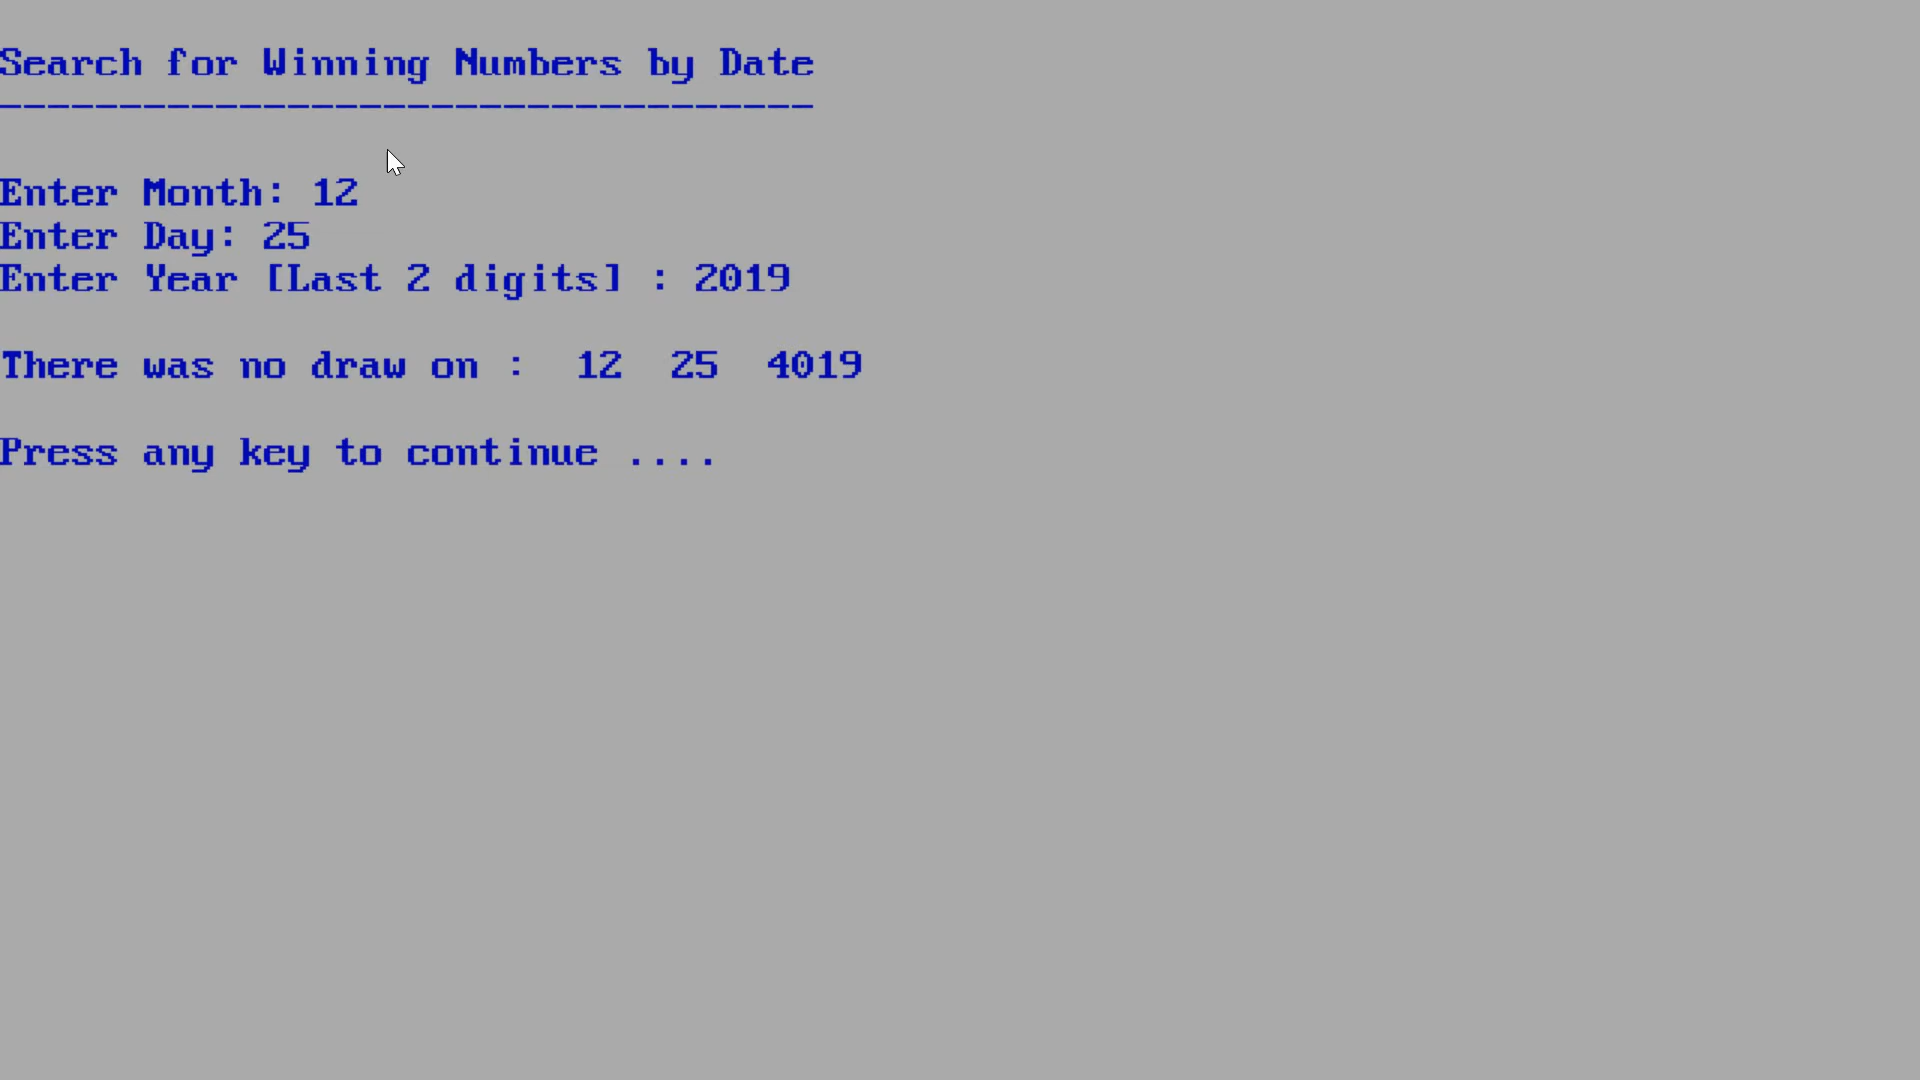 Search for Winning Numbers by Date
----------------------------------
Enter Month: 12
Enter Day: 25
Enter Year [Last 2 digits] : 2019
There was no draw on :  12  25  4019
Press any key to continue ....